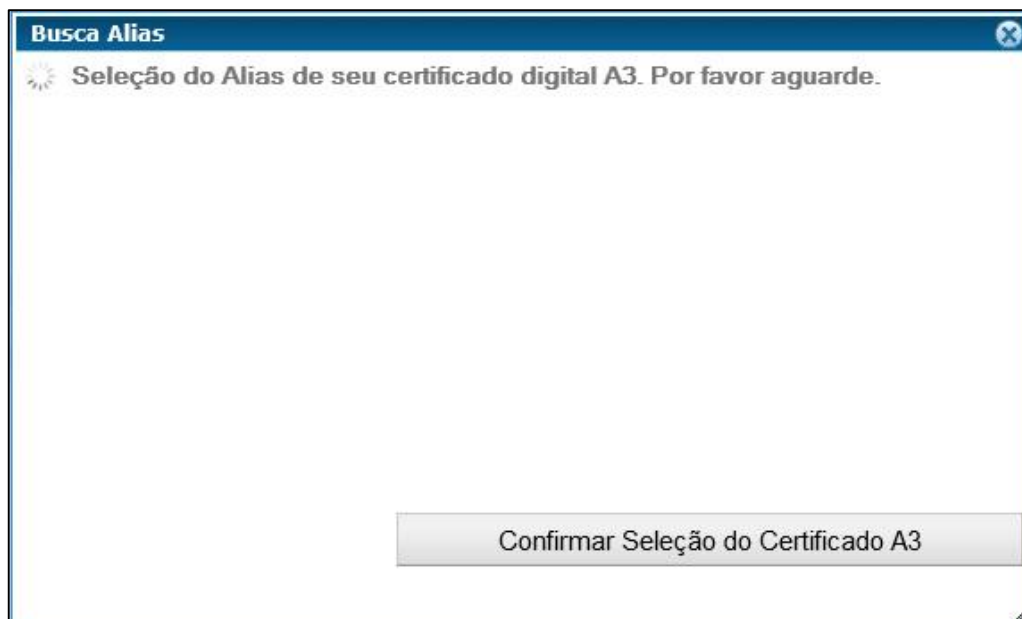 Busca Alias
Seleção do Alias de seu certificado digital A3. Por favor aguarde.
Confirmar Seleção do Certificado A3